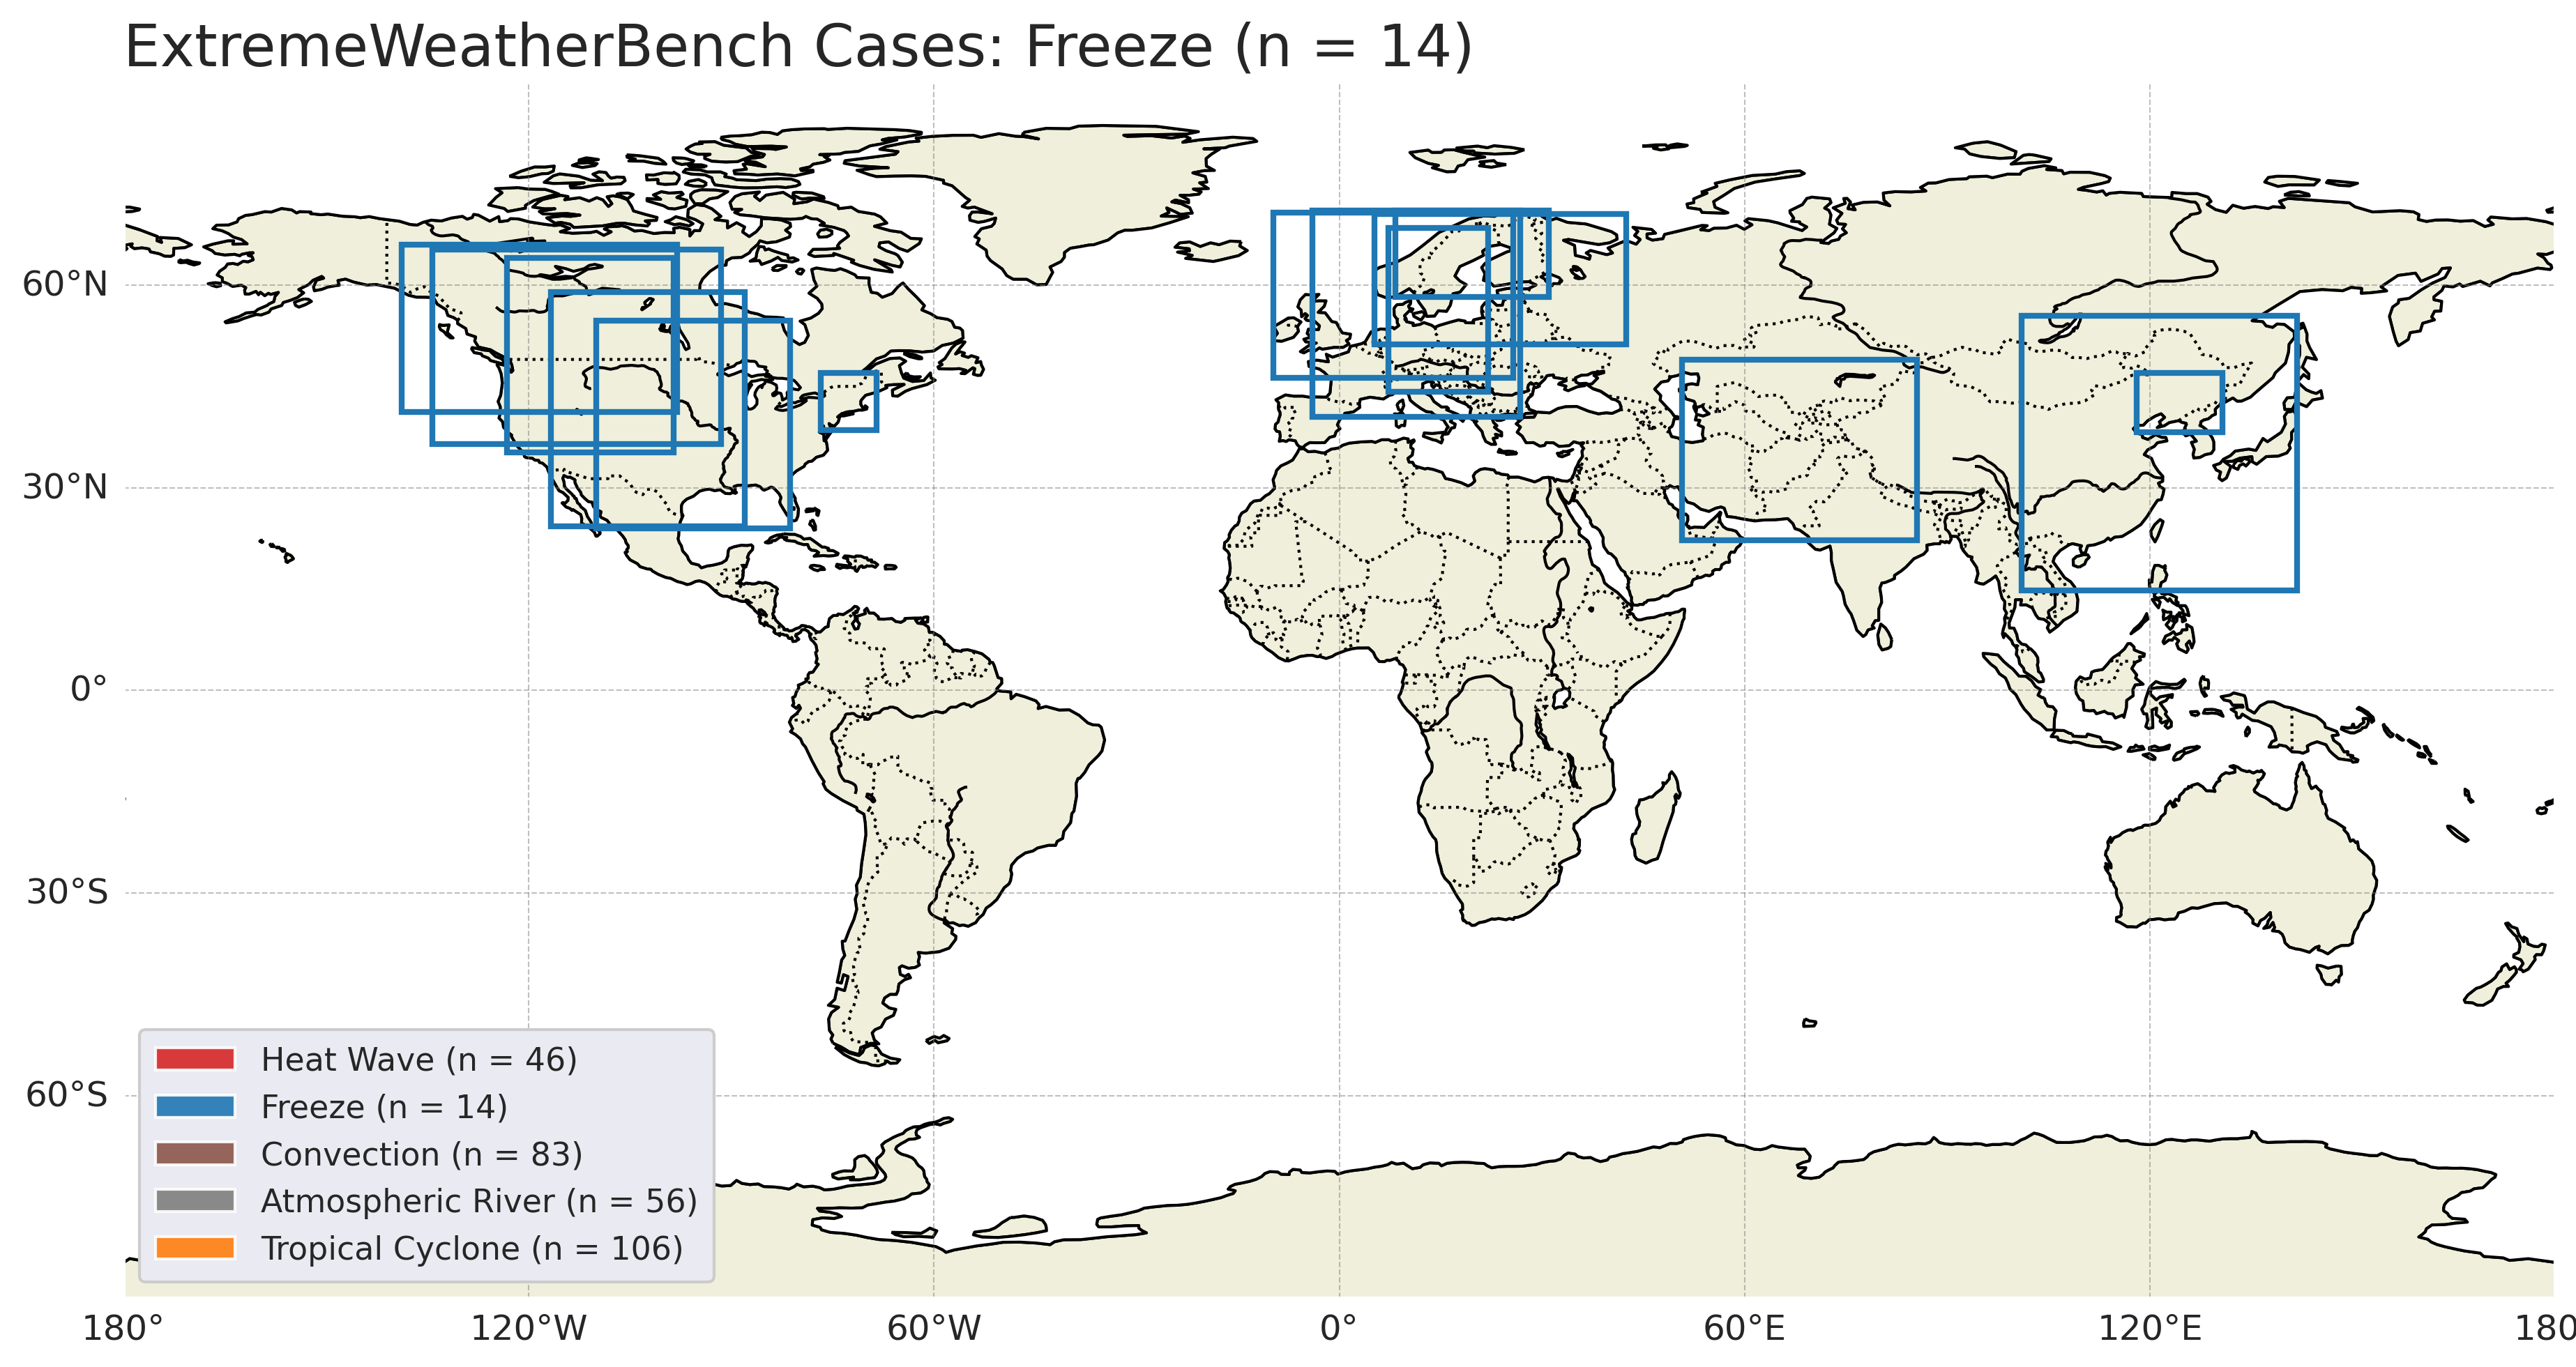 ExtremeWeatherBench Cases: Freeze (n = 14)
60°N
30°N
0°
30°S
60°S
Heat Wave (n = 46)
Freeze (n = 14)
Convection (n = 83)
Atmospheric River (n = 56)
Tropical Cyclone (n = 106)
180° 120°W 60°W 0° 60°E 120°E 180